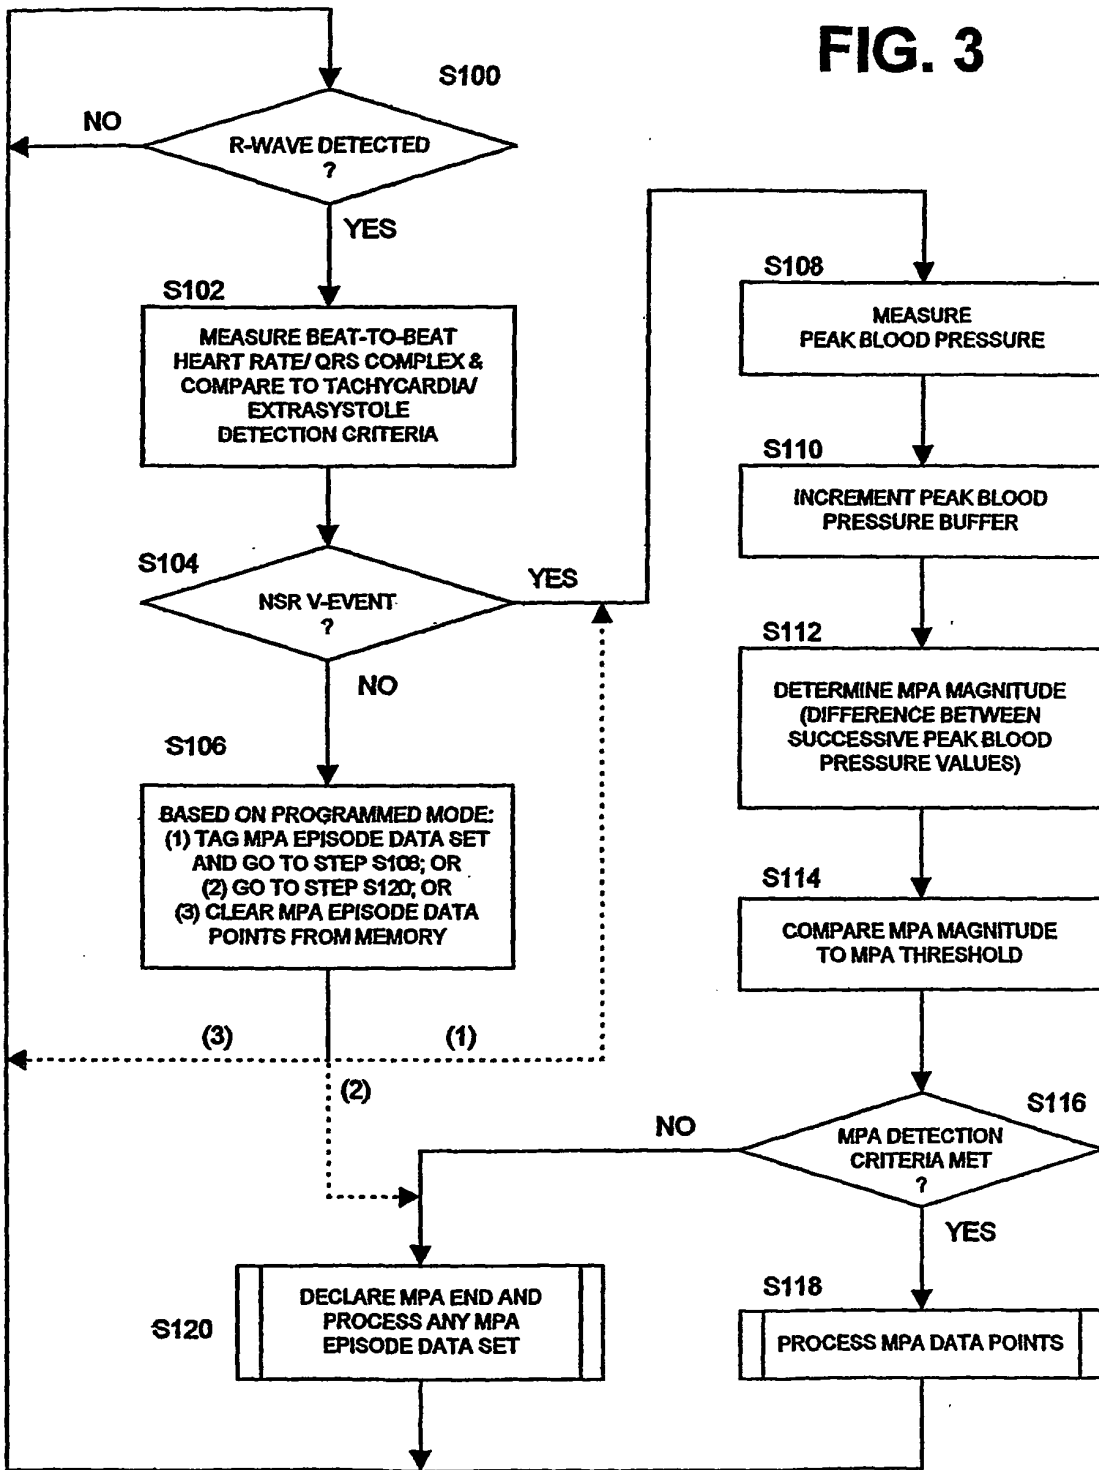 FIG. 3
S100
NO
R-WAVE DETECTED
?
YES
S102
MEASURE BEAT-TO-BEAT
HEART RATE/ QRS COMPLEX &
COMPARE TO TACHYCARDIA/
EXTRASYSTOLE
DETECTION CRITERIA
S104
NSR V-EVENT
?
YES
NO
S106
BASED ON PROGRAMMED MODE:
(1) TAG MPA EPISODE DATA SET
AND GO TO STEP S108; OR
(2) GO TO STEP S120; OR
(3) CLEAR MPA EPISODE DATA
POINTS FROM MEMORY
(3)
(1)
(2)
S108
MEASURE
PEAK BLOOD PRESSURE
S110
INCREMENT PEAK BLOOD
PRESSURE BUFFER
S112
DETERMINE MPA MAGNITUDE
(DIFFERENCE BETWEEN
SUCCESSIVE PEAK BLOOD
PRESSURE VALUES)
S114
COMPARE MPA MAGNITUDE
TO MPA THRESHOLD
S116
NO
MPA DETECTION
CRITERIA MET
?
YES
S118
PROCESS MPA DATA POINTS
S120
DECLARE MPA END AND
PROCESS ANY MPA
EPISODE DATA SET